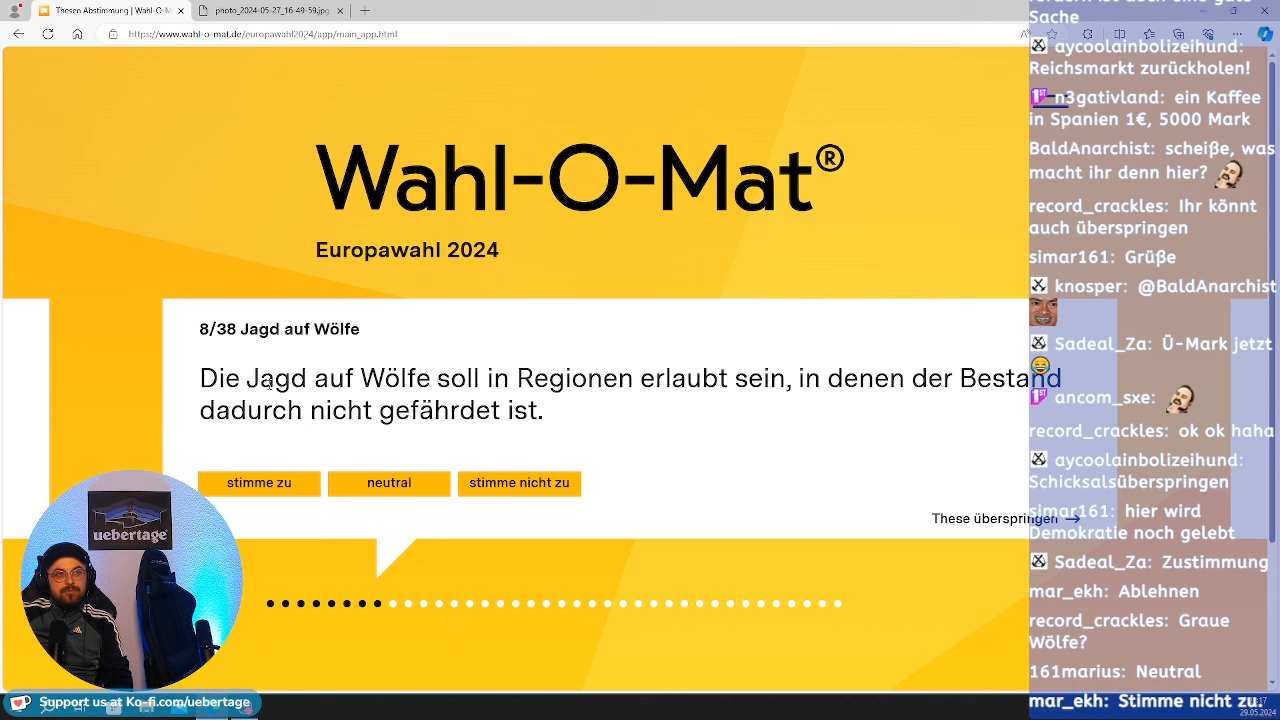 Thesen Abstimmung | Wahl-O-M
photo_2024-05-27_16-49-59.jpg
https://www.wahl-o-mat.de/europawahl2024/app/main_app.html
Wahl-O-Mat®
Europawahl 2024
8/38 Jagd auf Wölfe
Die Jagd auf Wölfe soll in Regionen erlaubt sein, in denen der Bestand
dadurch nicht gefährdet ist.
stimme zu
neutral
stimme nicht zu
These überspringen →
uebertage
Support us at Ko-fi.com/uebertage
Sache
aycoolainbolizeihund:
Reichsmarkt zurückholen!
n3gativland: ein Kaffee
in Spanien 1€, 5000 Mark
BaldAnarchist: scheiße, was
macht ihr denn hier?
record_crackles: Ihr könnt
auch überspringen
simar161: Grüße
knosper: @BaldAnarchist
Sadeal_Za: Ü-Mark jetzt
ancom_sxe:
record_crackles: ok ok haha
aycoolainbolizeihund:
Schicksalsüberspringen
simar161: hier wird
Demokratie noch gelebt
Sadeal_Za: Zustimmung
mar_ekh: Ablehnen
record_crackles: Graue
Wölfe?
161marius: Neutral
mar_ekh: Stimme nicht zu.
29.05.2024